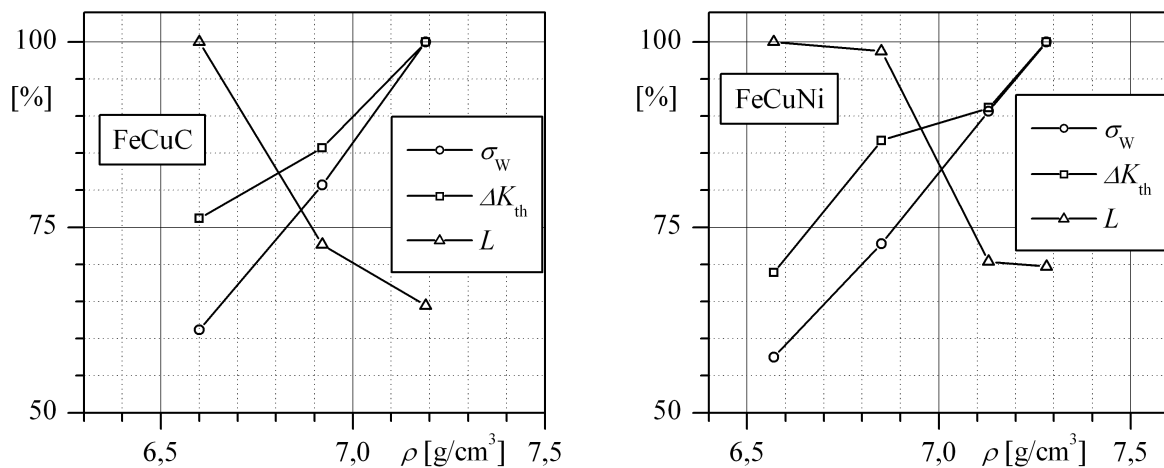 100
[%]
FeCuC
σW
ΔKth
L
75
50
6,5
7,0
ρ [g/cm³]
7,5
100
[%]
FeCuNi
σW
ΔKth
L
75
50
6,5
7,0
ρ [g/cm³]
7,5